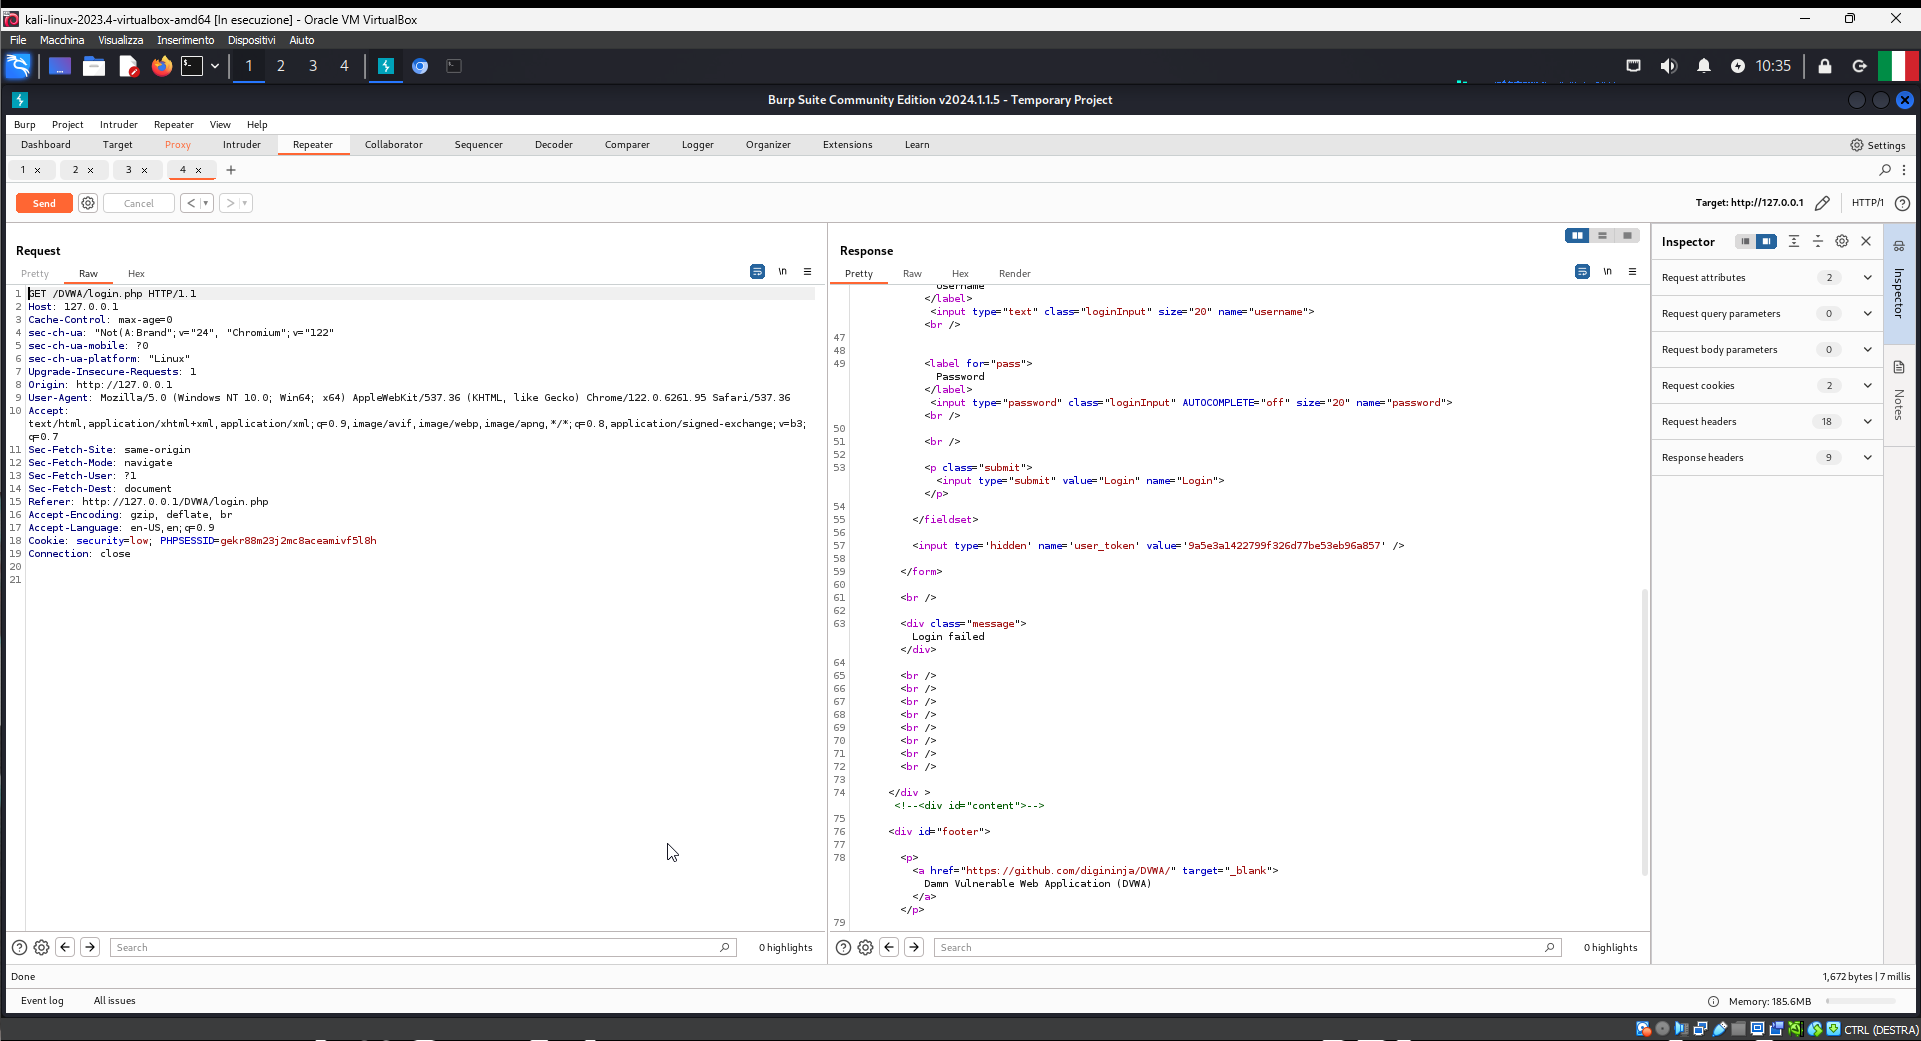 kali-linux-2023.4-virtualbox-amd64 [In esecuzione] - Oracle VM VirtualBox
File Macchina Visualizza Inserimento Dispositivi Aiuto
1 2 3 4 10:35
Burp Suite Community Edition v2024.1.1.5 - Temporary Project
Burp Project Intruder Repeater View Help
Dashboard Target Proxy Intruder Repeater Collaborator Sequencer Decoder Comparer Logger Organizer Extensions Learn Settings
1 × 2 × 3 × 4 × +
Send Cancel < > Target: http://127.0.0.1 HTTP/1
Request
Pretty Raw Hex \n
1 GET /DVWA/login.php HTTP/1.1
2 Host: 127.0.0.1
3 Cache-Control: max-age=0
4 sec-ch-ua: "Not(A:Brand";v="24", "Chromium";v="122"
5 sec-ch-ua-mobile: ?0
6 sec-ch-ua-platform: "Linux"
7 Upgrade-Insecure-Requests: 1
8 Origin: http://127.0.0.1
9 User-Agent: Mozilla/5.0 (Windows NT 10.0; Win64; x64) AppleWebKit/537.36 (KHTML, like Gecko) Chrome/122.0.6261.95 Safari/537.36
10 Accept:
text/html,application/xhtml+xml,application/xml;q=0.9,image/avif,image/webp,image/apng,*/*;q=0.8,application/signed-exchange;v=b3;
q=0.7
11 Sec-Fetch-Site: same-origin
12 Sec-Fetch-Mode: navigate
13 Sec-Fetch-User: ?1
14 Sec-Fetch-Dest: document
15 Referer: http://127.0.0.1/DVWA/login.php
16 Accept-Encoding: gzip, deflate, br
17 Accept-Language: en-US,en;q=0.9
18 Cookie: security=low; PHPSESSID=gekr88m23j2mc8aceamivf5l8h
19 Connection: close
20
21
Search 0 highlights
Response
Pretty Raw Hex Render \n
Username
</label>
<input type="text" class="loginInput" size="20" name="username">
<br />
47
48
49 <label for="pass">
Password
</label>
<input type="password" class="loginInput" AUTOCOMPLETE="off" size="20" name="password">
<br />
50
51 <br />
52
53 <p class="submit">
<input type="submit" value="Login" name="Login">
</p>
54
55 </fieldset>
56
57 <input type='hidden' name='user_token' value='9a5e3a1422799f326d77be53eb96a857' />
58
59 </form>
60
61 <br />
62
63 <div class="message">
Login failed
</div>
64
65 <br />
66 <br />
67 <br />
68 <br />
69 <br />
70 <br />
71 <br />
72 <br />
73
74 </div >
<!--<div id="content">-->
75
76 <div id="footer">
77
78 <p>
<a href="https://github.com/digininja/DVWA/" target="_blank">
Damn Vulnerable Web Application (DVWA)
</a>
</p>
79
Search 0 highlights
Inspector
Request attributes 2
Request query parameters 0
Request body parameters 0
Request cookies 2
Request headers 18
Response headers 9
Inspector
Notes
Done 1,672 bytes | 7 millis
Event log All issues Memory: 185.6MB
CTRL (DESTRA)